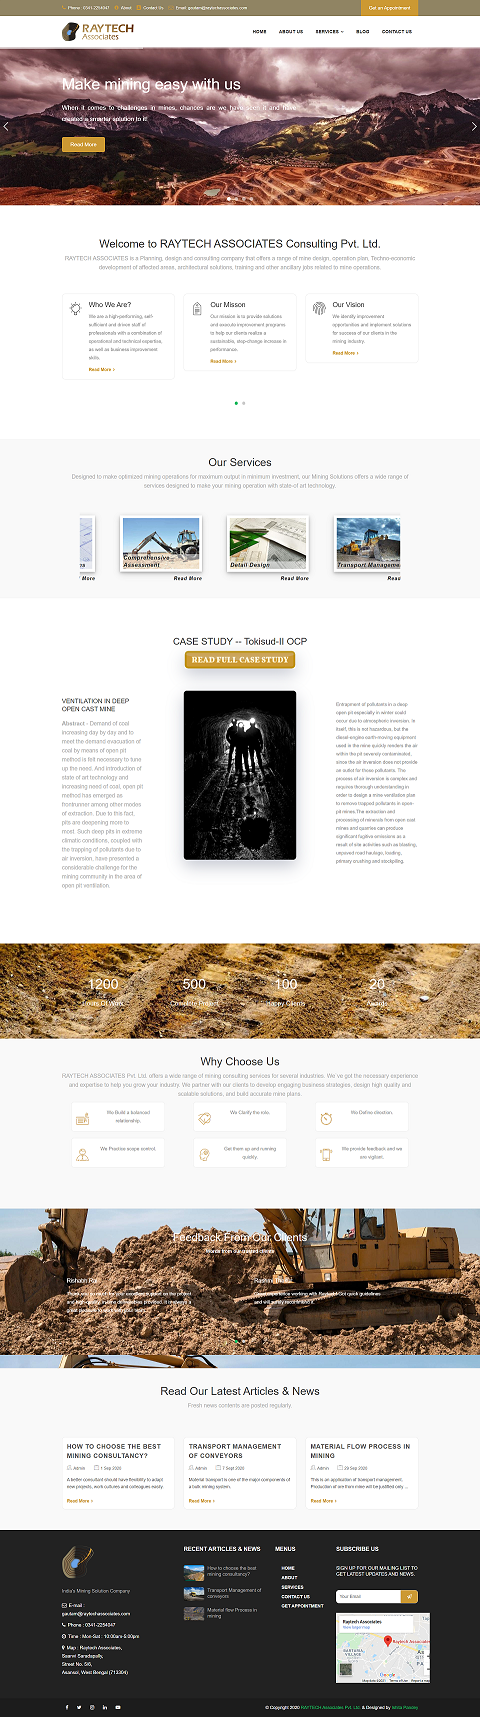 Phone : 0341-2254047 About Contact Us Email: gautam@raytechassociates.com Get an Appointment
RAYTECH
Associates
HOME ABOUT US SERVICES BLOG CONTACT US
Make mining easy with us
When it comes to challenges in mines, chances are we have seen it and have
created a smarter solution to it!
Read More
Welcome to RAYTECH ASSOCIATES Consulting Pvt. Ltd.
RAYTECH ASSOCIATES is a Planning, design and consulting company that offers a range of mine design, operation plan, Techno-economic
development of affected areas, architectural solutions, training and other ancillary jobs related to mine operations.
Who We Are?
We are a high-performing, self-
sufficient and driven staff of
professionals with a combination of
operational and technical expertise,
as well as business improvement
skills.
Read More
Our Misson
Our mission is to provide solutions
and execute improvement programs
to help our clients realize a
sustainable, step-change increase in
performance.
Read More
Our Vision
We identify improvement
opportunities and implement solutions
for success of our clients in the
mining industry.
Read More
Our Services
Designed to make optimized mining operations for maximum output in minimum investment, our Mining Solutions offers a wide range of
services designed to make your mining operation with state of art technology.
Comprehensive
Assessment
Detail Design
Transport Manageme
More
Read More
Read More
Read
CASE STUDY -- Tokisud-II OCP
READ FULL CASE STUDY
VENTILATION IN DEEP
OPEN CAST MINE
Abstract - Demand of coal
increasing day by day and to
meet the demand evacuation of
coal by means of open pit
method is felt necessary to tune
up the need. And introduction of
state of art technology and
increasing need of coal, open pit
method has emerged as
frontrunner among other modes
of extraction. Due to this fact,
pits are deepening more to
most. Such deep pits in extreme
climatic conditions, coupled with
the trapping of pollutants due to
air inversion, have presented a
considerable challenge for the
mining community in the area of
open pit ventilation.
Entrapment of pollutants in a deep
open pit especially in winter could
occur due to atmospheric inversion. In
itself, this is not hazardous, but the
diesel engine earth-moving equipment
used in the mine quickly renders the air
within the pit severely contaminated,
since the air inversion does not provide
an outlet for those pollutants. The
process of air inversion is complex and
requires thorough understanding in
order to design a mine ventilation plan
to remove trapped pollutants in open-
pit mines.The extraction and
processing of minerals from open cast
mines and quarries can produce
significant fugitive emissions as a
result of site activities such as blasting,
unpaved road haulage, loading,
primary crushing and stockpiling.
1200 500 100 20
Hours Of Work Complete Project Happy Clients Awards
Why Choose Us
RAYTECH ASSOCIATES Pvt. Ltd. offers a wide range of mining consulting services for several industries. We've got the necessary experience
and expertise to help you grow your industry. We partner with our clients to develop engaging business strategies, design high quality and
scalable solutions, and build accurate mine plans.
We Build a balanced
relationship.
We Clarify the role.
We Define direction.
We Practice scope control.
Get them up and running
quickly.
We provide feedback and we
are vigilant.
Feedback From Our Clients
Words from our trusted clients
Rishabh
Read Our Latest Articles & News
Fresh news contents are posted regularly.
HOW TO CHOOSE THE BEST
MINING CONSULTANCY?
Admin 1 Sep 2020
A better consultant should have flexibility to adapt
new projects, work cultures and colleagues easily.
Read More
TRANSPORT MANAGEMENT
OF CONVEYORS
Admin 7 Sept 2020
Material transport is one of the major components of
a bulk mining system.
Read More
MATERIAL FLOW PROCESS IN
MINING
Admin 29 Sep 2020
This is an application of transport management.
Production of ore from mine will be justified only ...
Read More
India's Mining Solution Company
E-mail :
gautam@raytechassociates.com
Phone : 0341-2254047
Time : Mon-Sat : 10:00am-5:00pm
Map : Raytech Associates,
Saanvi Saradapally,
Street No. 5/6,
Asansol, West Bengal (713304)
RECENT ARTICLES & NEWS
How to choose the best
mining consultancy?
Transport Management of
conveyors
Material flow Process in
mining
MENUS
HOME
ABOUT
SERVICES
CONTACT US
GET APPOINTMENT
SUBSCRIBE US
SIGN UP FOR OUR MAILING LIST TO
GET LATEST UPDATES AND NEWS.
Your Email
Raytech Associates
View larger map
Raytech Associates
Google
© Copyright 2020 RAYTECH Associates Pvt. Ltd. & Designed by